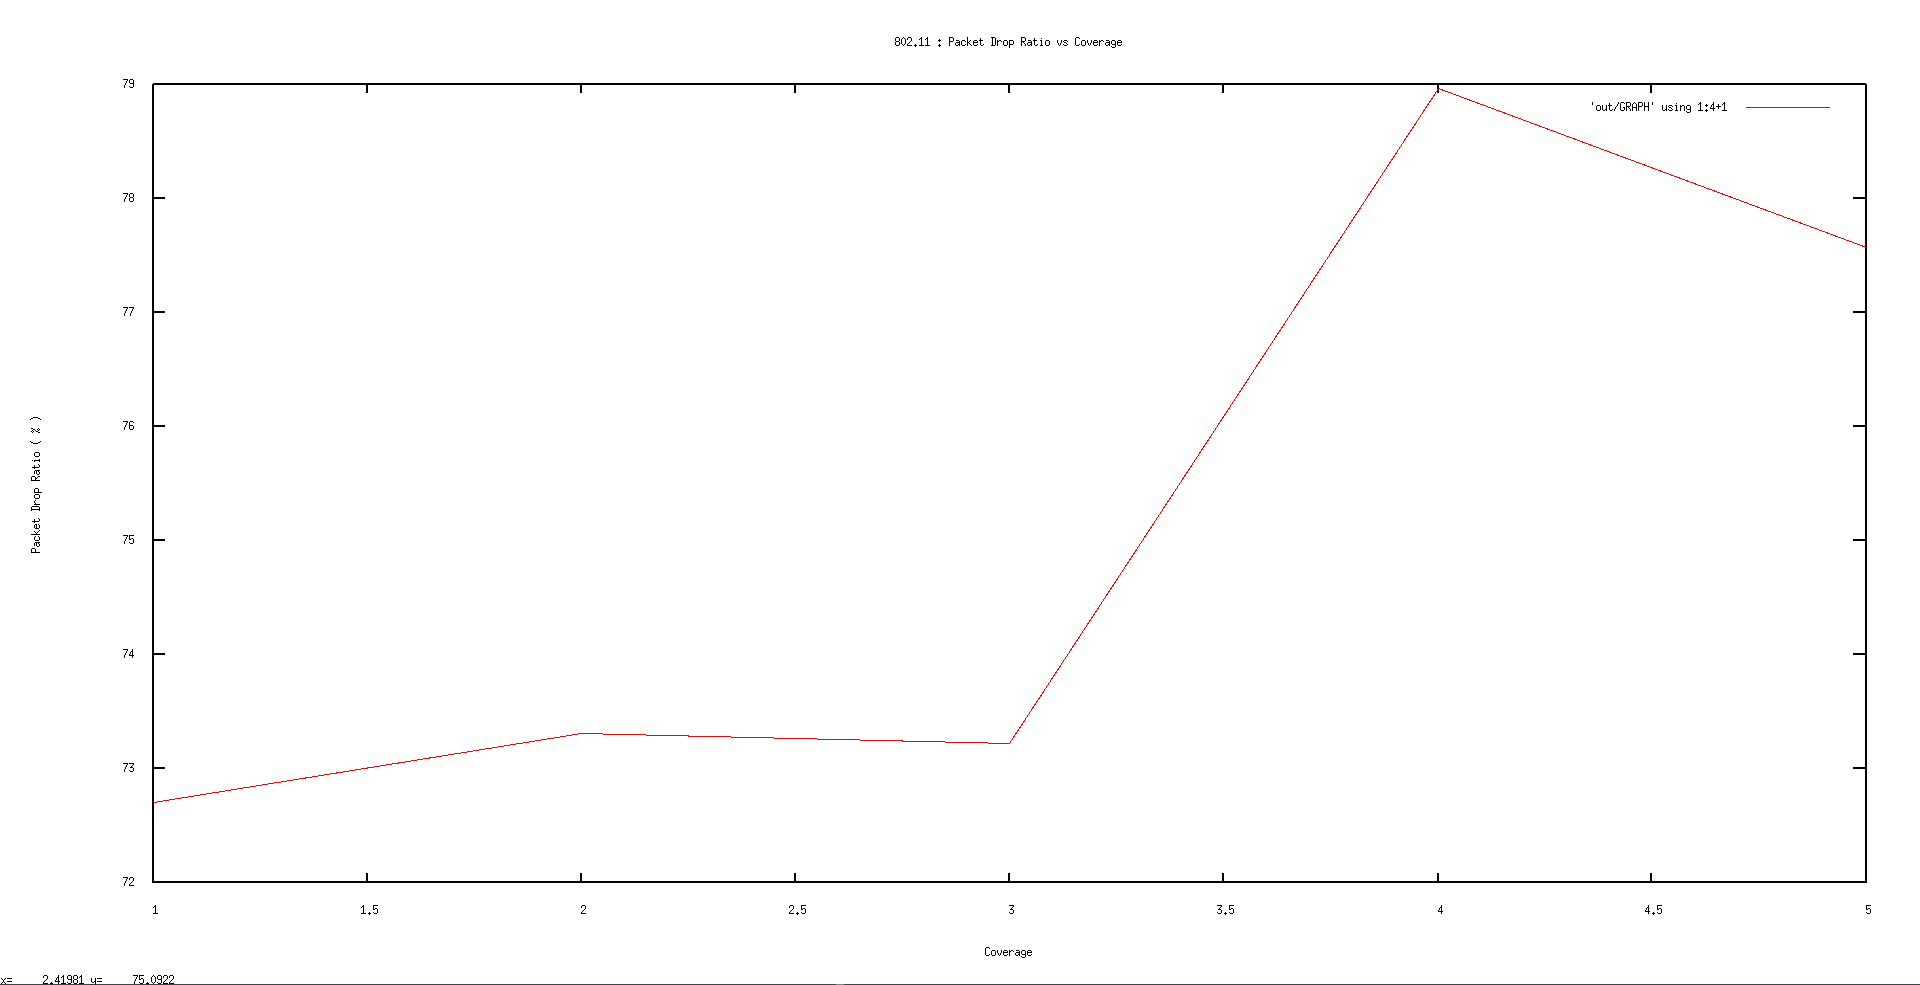 802.11 : Packet Drop Ratio vs Coverage
79
'out/GRAPH' using 1:4+1
78
77
76
Packet Drop Ratio ( % )
75
74
73
72
1 1.5 2 2.5 3 3.5 4 4.5 5
Coverage
x= 2.41981 y= 75.0922